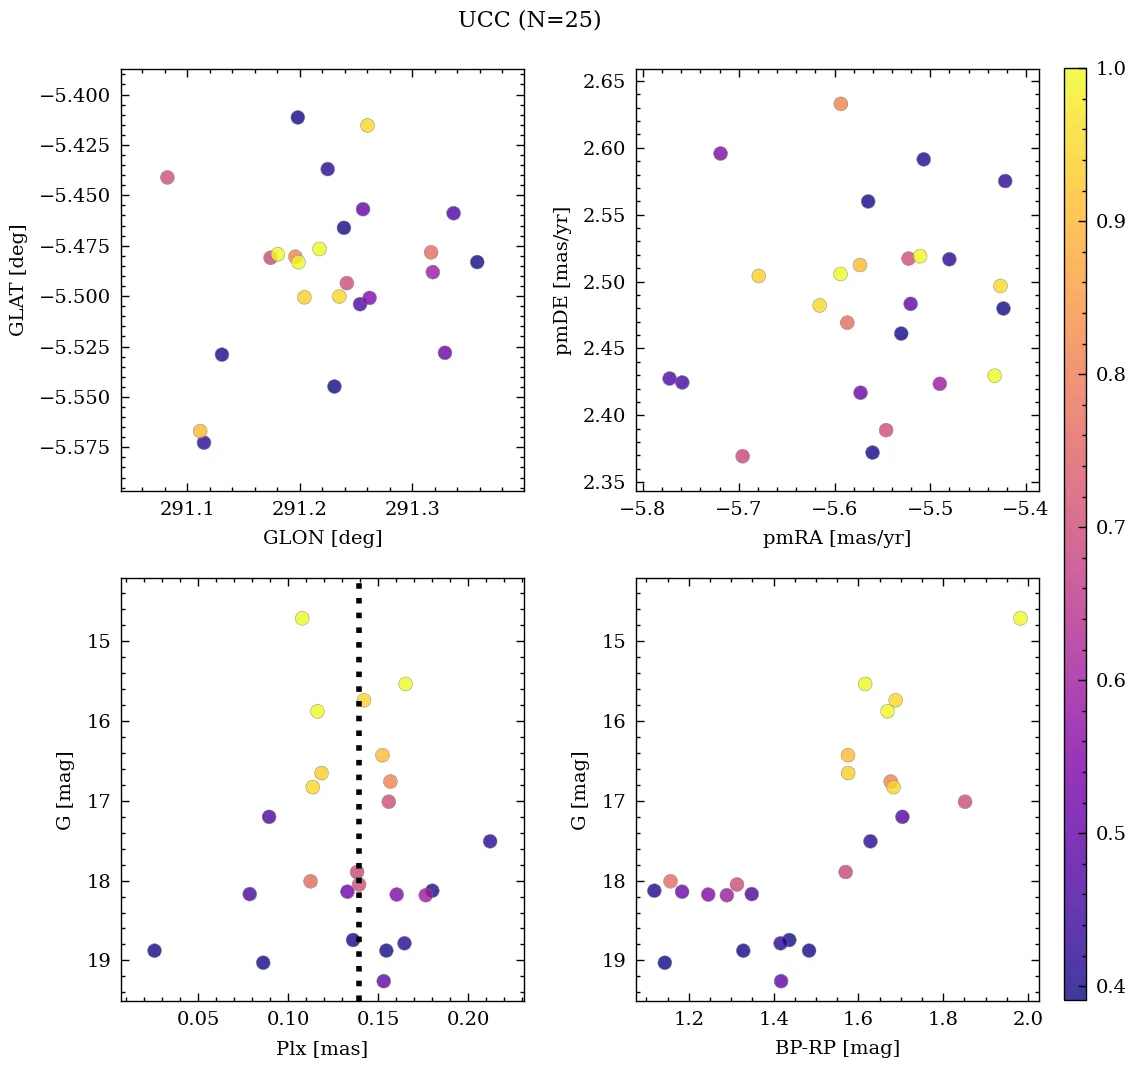 UCC (N=25)
−5.400
−5.425
−5.450
−5.475
−5.500
−5.525
−5.550
−5.575
GLAT [deg]
291.1 291.2 291.3
GLON [deg]
2.65
2.60
2.55
2.50
2.45
2.40
2.35
pmDE [mas/yr]
−5.8 −5.7 −5.6 −5.5 −5.4
pmRA [mas/yr]
15
16
17
18
19
G [mag]
0.05 0.10 0.15 0.20
Plx [mas]
15
16
17
18
19
G [mag]
1.2 1.4 1.6 1.8 2.0
BP-RP [mag]
1.0
0.9
0.8
0.7
0.6
0.5
0.4